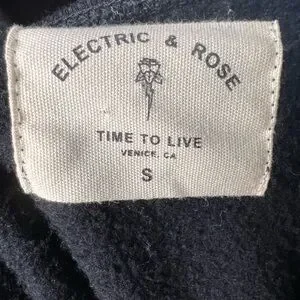 ELECTRIC & ROSE
TIME TO LIVE
VENICE, CA
S